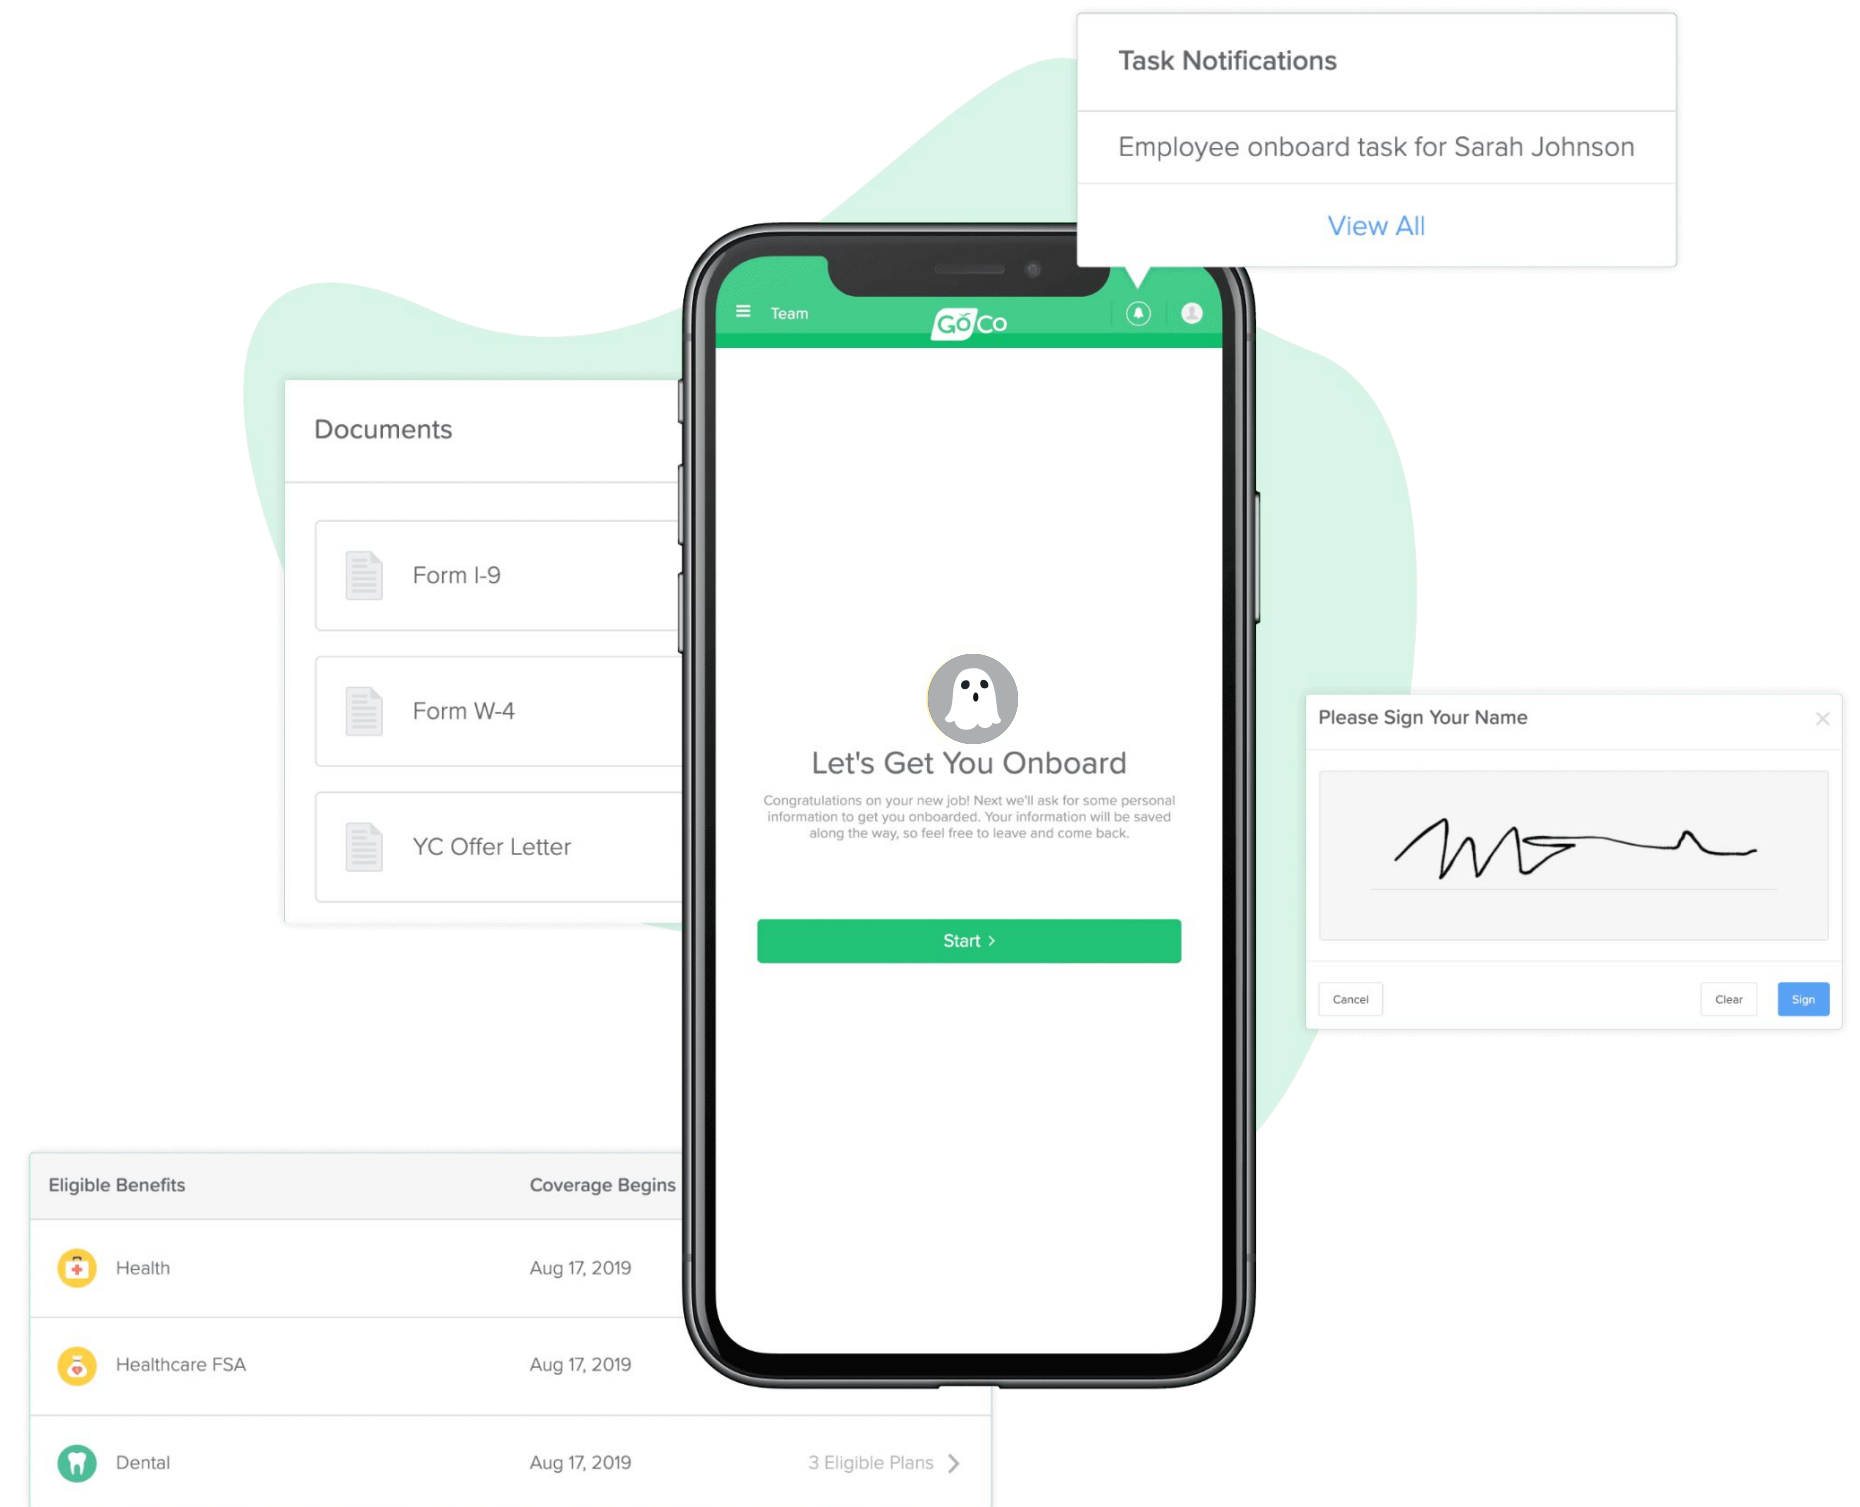 Task Notifications
Employee onboard task for Sarah Johnson
View All
Team
GoCo
Documents
Form I-9
Form W-4
YC Offer Letter
Let's Get You Onboard
Congratulations on your new job! Next we'll ask for some personal
information to get you onboarded. Your information will be saved
along the way, so feel free to leave and come back.
Start >
Please Sign Your Name
Cancel
Clear
Sign
Eligible Benefits Coverage Begins
Health Aug 17, 2019
Healthcare FSA Aug 17, 2019
Dental Aug 17, 2019 3 Eligible Plans